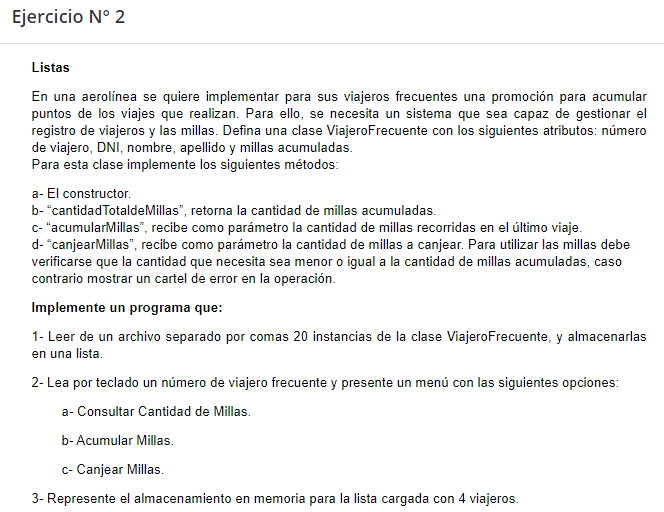 Ejercicio Nº 2
Listas
En una aerolínea se quiere implementar para sus viajeros frecuentes una promoción para acumular
puntos de los viajes que realizan. Para ello, se necesita un sistema que sea capaz de gestionar el
registro de viajeros y las millas. Defina una clase ViajeroFrecuente con los siguientes atributos: número
de viajero, DNI, nombre, apellido y millas acumuladas.
Para esta clase implemente los siguientes métodos:
a- El constructor.
b- “cantidadTotaldeMillas”, retorna la cantidad de millas acumuladas.
c- “acumularMillas”, recibe como parámetro la cantidad de millas recorridas en el último viaje.
d- “canjearMillas”, recibe como parámetro la cantidad de millas a canjear. Para utilizar las millas debe
verificarse que la cantidad que necesita sea menor o igual a la cantidad de millas acumuladas, caso
contrario mostrar un cartel de error en la operación.
Implemente un programa que:
1- Leer de un archivo separado por comas 20 instancias de la clase ViajeroFrecuente, y almacenarlas
en una lista.
2- Lea por teclado un número de viajero frecuente y presente un menú con las siguientes opciones:
a- Consultar Cantidad de Millas.
b- Acumular Millas.
c- Canjear Millas.
3- Represente el almacenamiento en memoria para la lista cargada con 4 viajeros.